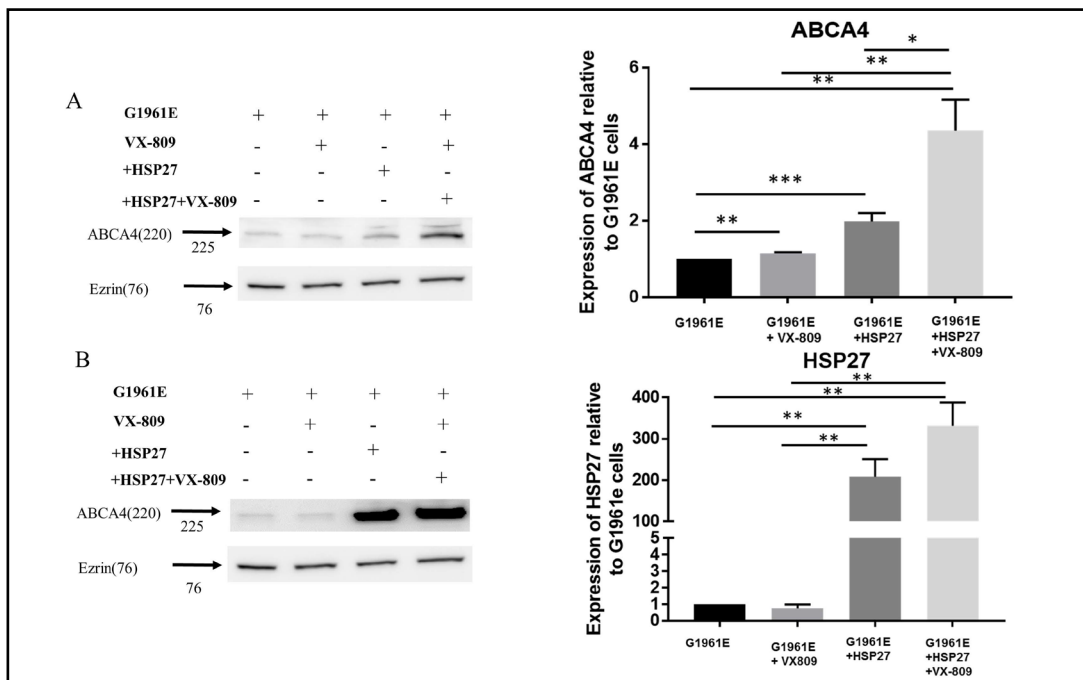 A
G1961E + + + +
VX-809 - + - +
+HSP27 - - + -
+HSP27+VX-809 - - - +
ABCA4(220)
225
Ezrin(76)
76
ABCA4
Expression of ABCA4 relative
to G1961E cells
6
4
2
0
*
**
**
***
**
G1961E
G1961E
+ VX-809
G1961E
+HSP27
G1961E
+HSP27
+VX-809
B
G1961E + + + +
VX-809 - + - +
+HSP27 - - + -
+HSP27+VX-809 - - - +
ABCA4(220)
225
Ezrin(76)
76
HSP27
Expression of HSP27 relative
to G1961e cells
400
300
200
100
5
4
3
2
1
0
**
**
**
**
G1961E
G1961E
+ VX809
G1961E
+HSP27
G1961E
+HSP27
+VX-809